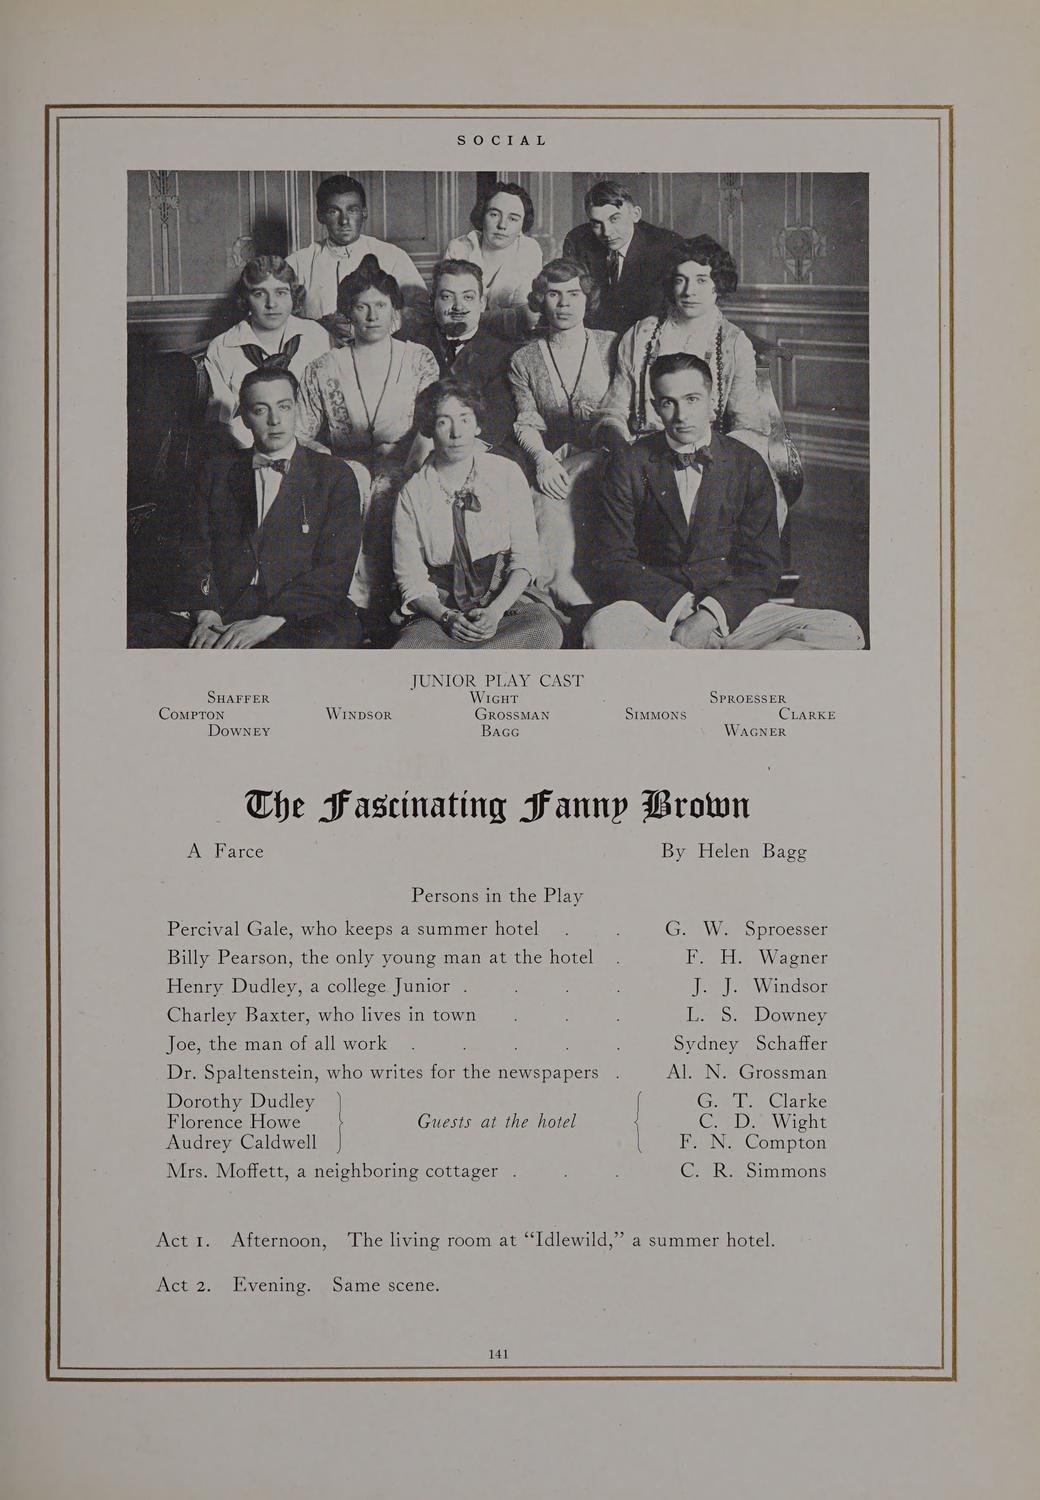 SOCIAL
JUNIOR PLAY CAST
SHAFFER WIGHT SPROESSER
COMPTON WINDSOR GROSSMAN SIMMONS CLARKE
DOWNEY BAGG WAGNER
The Fascinating Fanny Brown
A Farce By Helen Bagg
Persons in the Play
Percival Gale, who keeps a summer hotel . . G. W. Sproesser
Billy Pearson, the only young man at the hotel . F. H. Wagner
Henry Dudley, a college Junior . . . . J. J. Windsor
Charley Baxter, who lives in town . . . L. S. Downey
Joe, the man of all work . . . . . Sydney Schaffer
Dr. Spaltenstein, who writes for the newspapers . Al. N. Grossman
Dorothy Dudley G. T. Clarke
Florence Howe Guests at the hotel C. D. Wight
Audrey Caldwell F. N. Compton
Mrs. Moffett, a neighboring cottager . . . C. R. Simmons
Act 1. Afternoon, The living room at “Idlewild,” a summer hotel.
Act 2. Evening. Same scene.
141